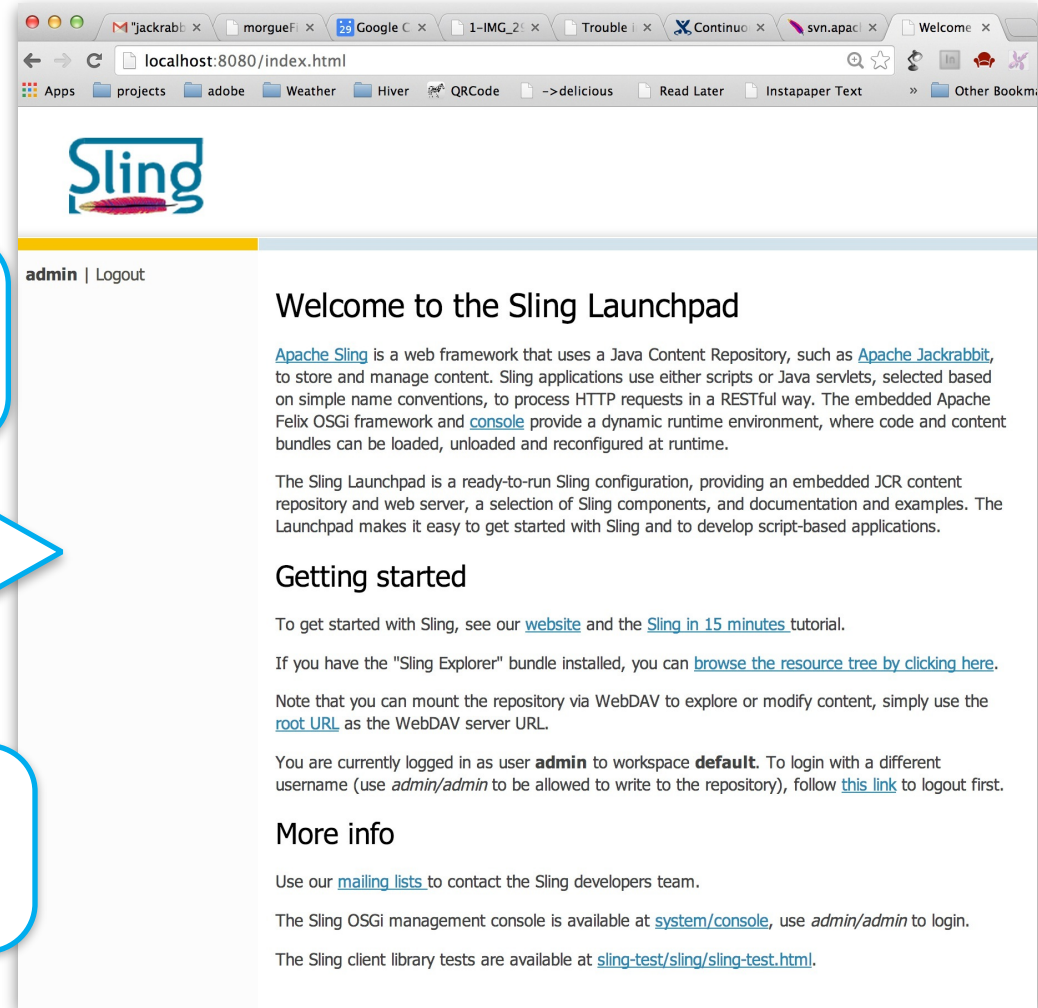 "jackrabb
morgueFi
29 Google C
1-IMG_29
Trouble i
Continuo
svn.apac
Welcome
localhost:8080/index.html
Apps projects adobe Weather Hiver QRCode ->delicious Read Later Instapaper Text » Other Bookma
Sling
admin | Logout
Welcome to the Sling Launchpad
Apache Sling is a web framework that uses a Java Content Repository, such as Apache Jackrabbit,
to store and manage content. Sling applications use either scripts or Java servlets, selected based
on simple name conventions, to process HTTP requests in a RESTful way. The embedded Apache
Felix OSGi framework and console provide a dynamic runtime environment, where code and content
bundles can be loaded, unloaded and reconfigured at runtime.
The Sling Launchpad is a ready-to-run Sling configuration, providing an embedded JCR content
repository and web server, a selection of Sling components, and documentation and examples. The
Launchpad makes it easy to get started with Sling and to develop script-based applications.
Getting started
To get started with Sling, see our website and the Sling in 15 minutes tutorial.
If you have the "Sling Explorer" bundle installed, you can browse the resource tree by clicking here.
Note that you can mount the repository via WebDAV to explore or modify content, simply use the
root URL as the WebDAV server URL.
You are currently logged in as user admin to workspace default. To login with a different
username (use admin/admin to be allowed to write to the repository), follow this link to logout first.
More info
Use our mailing lists to contact the Sling developers team.
The Sling OSGi management console is available at system/console, use admin/admin to login.
The Sling client library tests are available at sling-test/sling/sling-test.html.